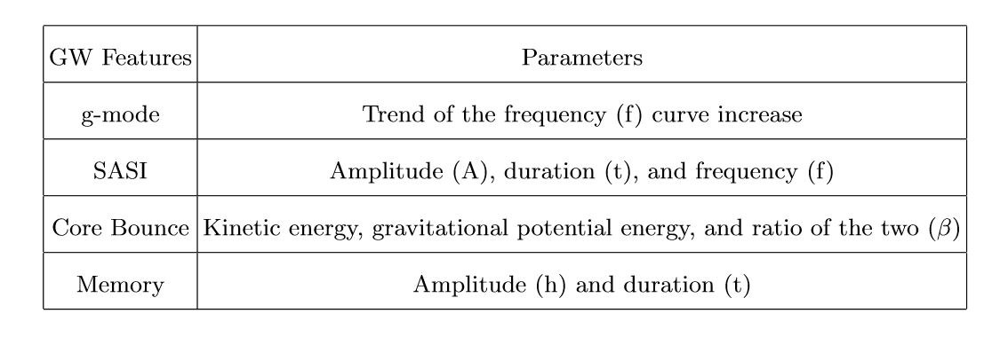 GW Features Parameters
g-mode Trend of the frequency (f) curve increase
SASI Amplitude (A), duration (t), and frequency (f)
Core Bounce Kinetic energy, gravitational potential energy, and ratio of the two (β)
Memory Amplitude (h) and duration (t)